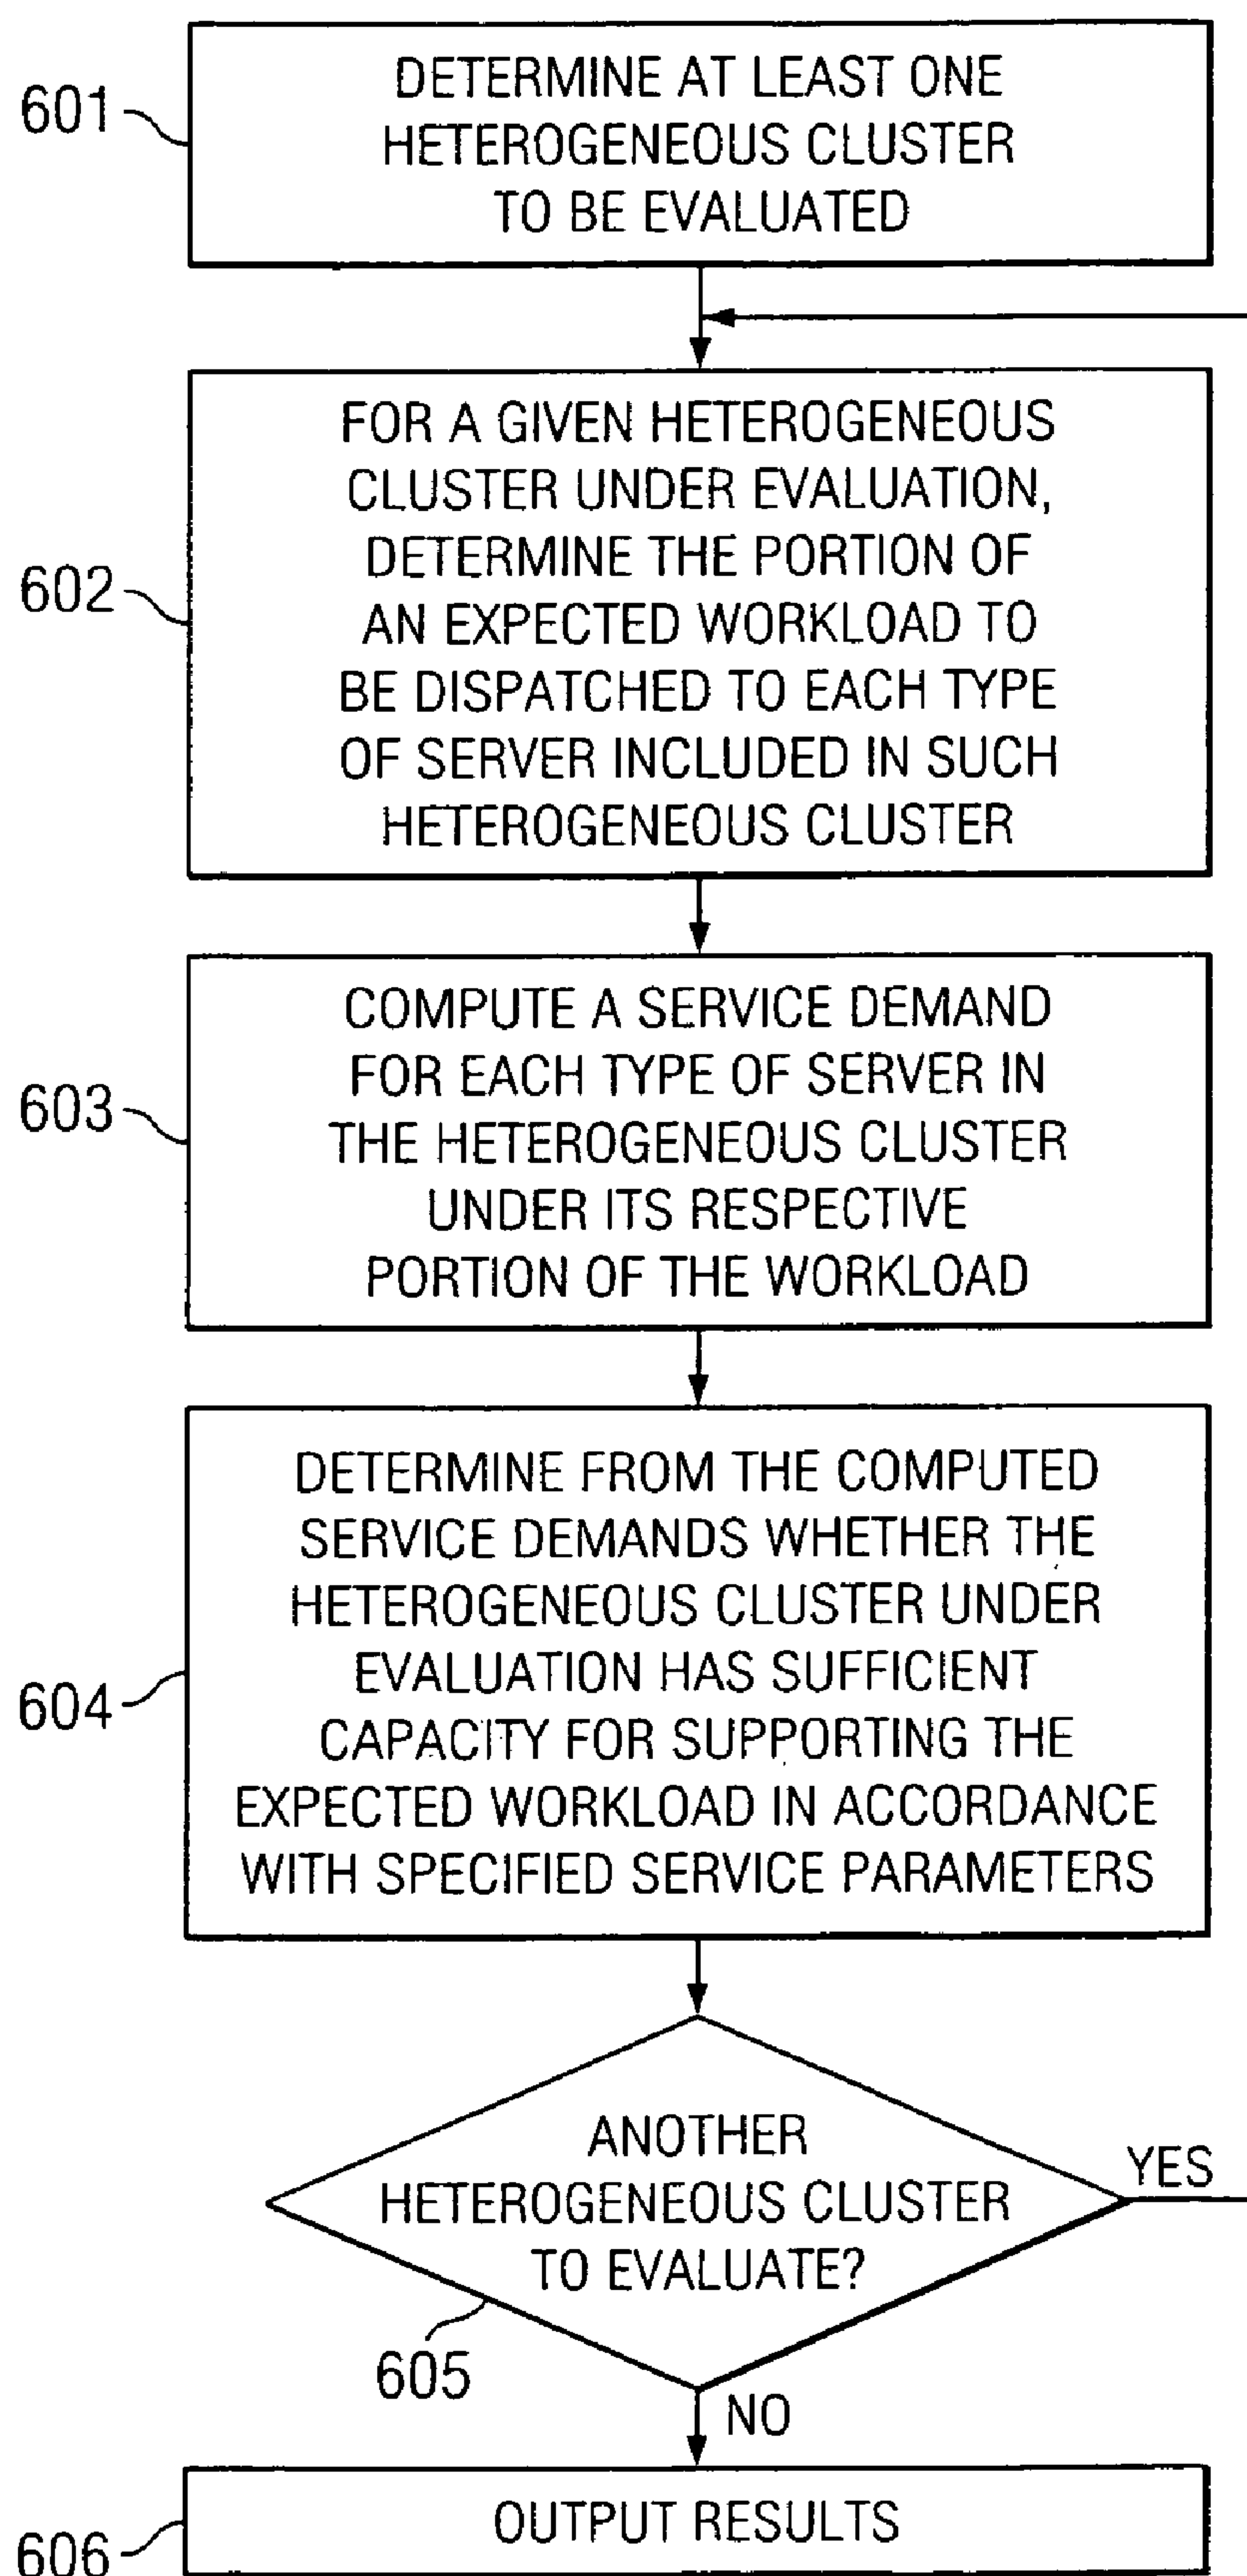 601
DETERMINE AT LEAST ONE
HETEROGENEOUS CLUSTER
TO BE EVALUATED
602
FOR A GIVEN HETEROGENEOUS
CLUSTER UNDER EVALUATION,
DETERMINE THE PORTION OF
AN EXPECTED WORKLOAD TO
BE DISPATCHED TO EACH TYPE
OF SERVER INCLUDED IN SUCH
HETEROGENEOUS CLUSTER
603
COMPUTE A SERVICE DEMAND
FOR EACH TYPE OF SERVER IN
THE HETEROGENEOUS CLUSTER
UNDER ITS RESPECTIVE
PORTION OF THE WORKLOAD
604
DETERMINE FROM THE COMPUTED
SERVICE DEMANDS WHETHER THE
HETEROGENEOUS CLUSTER UNDER
EVALUATION HAS SUFFICIENT
CAPACITY FOR SUPPORTING THE
EXPECTED WORKLOAD IN ACCORDANCE
WITH SPECIFIED SERVICE PARAMETERS
ANOTHER
HETEROGENEOUS CLUSTER
TO EVALUATE?
YES
605
NO
606
OUTPUT RESULTS